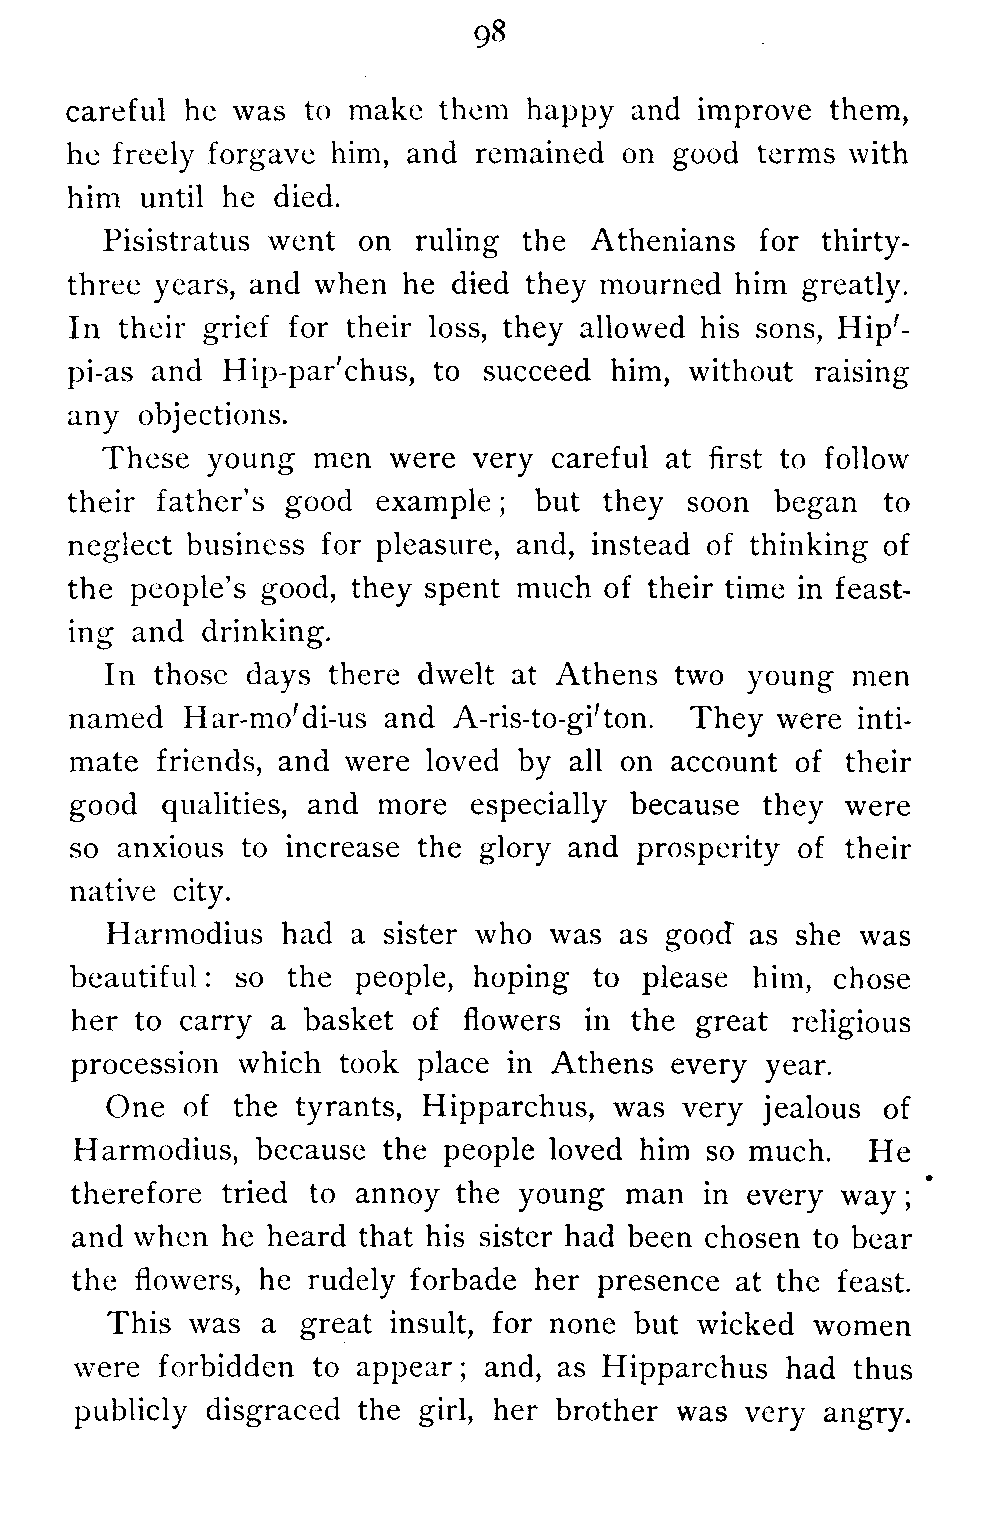 98
careful he was to make them happy and improve them,
he freely forgave him, and remained on good terms with
him until he died.
Pisistratus went on ruling the Athenians for thirty-
three years, and when he died they mourned him greatly.
In their grief for their loss, they allowed his sons, Hip′-
pi-as and Hip-par′chus, to succeed him, without raising
any objections.
These young men were very careful at first to follow
their father's good example; but they soon began to
neglect business for pleasure, and, instead of thinking of
the people's good, they spent much of their time in feast-
ing and drinking.
In those days there dwelt at Athens two young men
named Har-mo′di-us and A-ris-to-gi′ton. They were inti-
mate friends, and were loved by all on account of their
good qualities, and more especially because they were
so anxious to increase the glory and prosperity of their
native city.
Harmodius had a sister who was as good as she was
beautiful: so the people, hoping to please him, chose
her to carry a basket of flowers in the great religious
procession which took place in Athens every year.
One of the tyrants, Hipparchus, was very jealous of
Harmodius, because the people loved him so much. He
therefore tried to annoy the young man in every way;
and when he heard that his sister had been chosen to bear
the flowers, he rudely forbade her presence at the feast.
This was a great insult, for none but wicked women
were forbidden to appear; and, as Hipparchus had thus
publicly disgraced the girl, her brother was very angry.